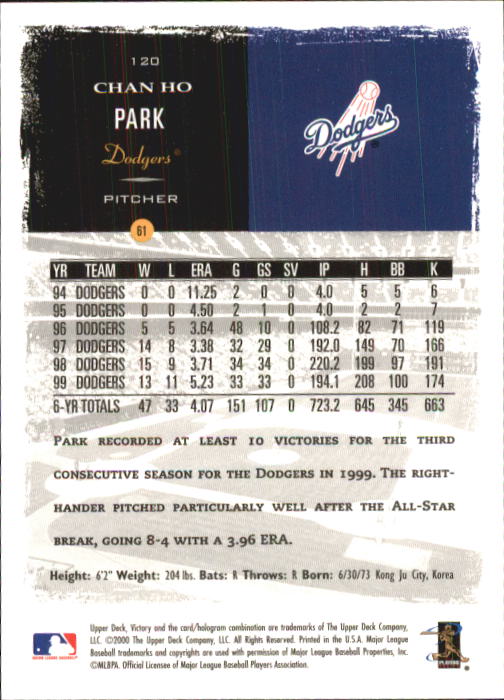 120
CHAN HO
PARK
Dodgers®
PITCHER
Dodgers®
61
YR TEAM W L ERA G GS SV IP H BB K
94 DODGERS 0 0 11.25 2 0 0 4.0 5 5 6
95 DODGERS 0 0 4.50 2 1 0 4.0 2 2 7
96 DODGERS 5 5 3.64 48 10 0 108.2 82 71 119
97 DODGERS 14 8 3.38 32 29 0 192.0 149 70 166
98 DODGERS 15 9 3.71 34 34 0 220.2 199 97 191
99 DODGERS 13 11 5.23 33 33 0 194.1 208 100 174
6-YR TOTALS 47 33 4.07 151 107 0 723.2 645 345 663
PARK RECORDED AT LEAST 10 VICTORIES FOR THE THIRD
CONSECUTIVE SEASON FOR THE DODGERS IN 1999. THE RIGHT-
HANDER PITCHED PARTICULARLY WELL AFTER THE ALL-STAR
BREAK, GOING 8-4 WITH A 3.96 ERA.
Height: 6'2" Weight: 204 lbs. Bats: R Throws: R Born: 6/30/73 Kong Ju City, Korea
Upper Deck, Victory and the card/hologram combination are trademarks of The Upper Deck Company,
LLC. ©2000 The Upper Deck Company, LLC. All Rights Reserved. Printed in the U.S.A. Major League
Baseball trademarks and copyrights are used with permission of Major League Baseball Properties, Inc.
©MLBPA. Official Licensee of Major League Baseball Players Association.
MAJOR LEAGUE BASEBALL
PLAYERS